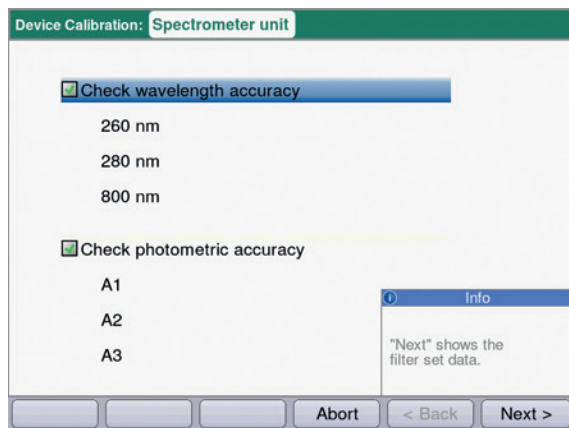 Device Calibration: Spectrometer unit
Check wavelength accuracy
260 nm
280 nm
800 nm
Check photometric accuracy
A1
A2
A3
Info
"Next" shows the
filter set data.
Abort
< Back
Next >